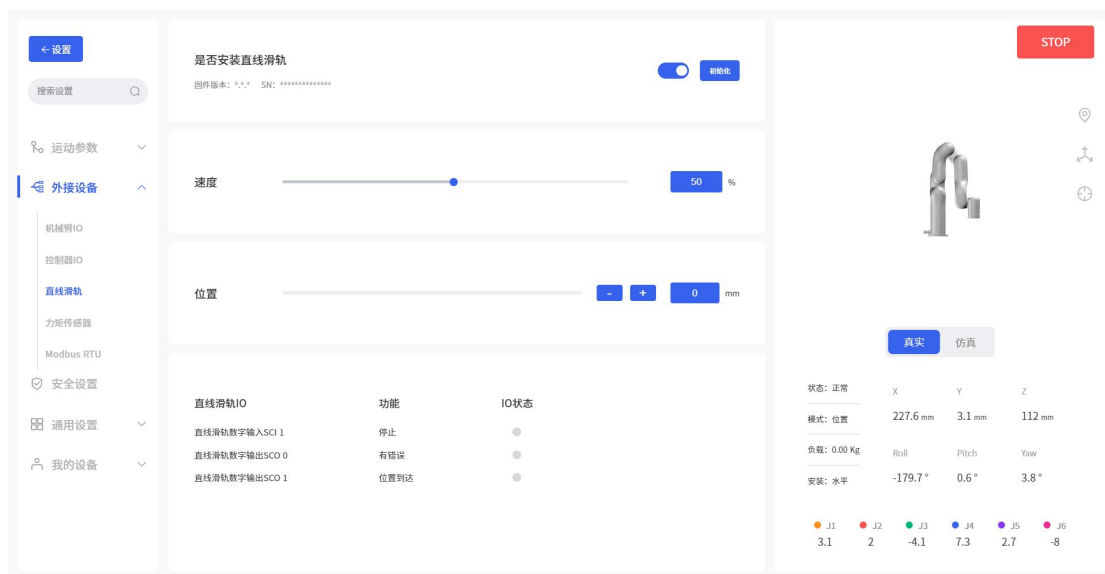 ←设置
搜索设置
运动参数
外接设备
机械臂IO
控制器IO
直线滑轨
力矩传感器
Modbus RTU
安全设置
通用设置
我的设备
是否安装直线滑轨
固件版本：*.*.* SN：**************
初始化
速度
50 %
位置
- + 0 mm
直线滑轨IO 功能 IO状态
直线滑轨数字输入SCI 1 停止
直线滑轨数字输出SCO 0 有错误
直线滑轨数字输出SCO 1 位置到达
STOP
真实 仿真
状态：正常
模式：位置
负载：0.00 Kg
安装：水平
X Y Z
227.6 mm 3.1 mm 112 mm
Roll Pitch Yaw
-179.7 ° 0.6 ° 3.8 °
J1 J2 J3 J4 J5 J6
3.1 2 -4.1 7.3 2.7 -8